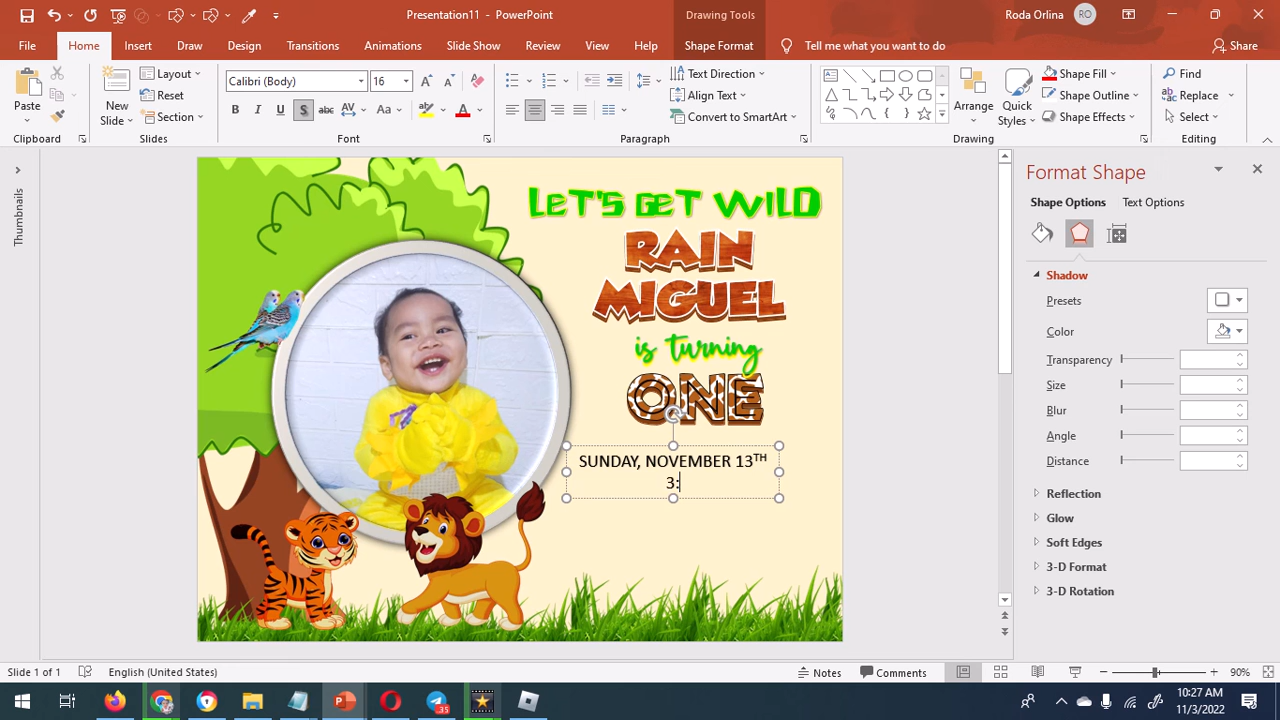 Presentation11 - PowerPoint
Drawing Tools
Roda Orlina
RO
File
Home
Insert
Draw
Design
Transitions
Animations
Slide Show
Review
View
Help
Shape Format
Tell me what you want to do
Share
Paste
Clipboard
New
Slide
Layout
Reset
Section
Slides
Calibri (Body)
16
B I U S abc AV Aa A
Font
Text Direction
Align Text
Convert to SmartArt
Paragraph
Arrange
Quick
Styles
Shape Fill
Shape Outline
Shape Effects
Drawing
Find
Replace
Select
Editing
Thumbnails
LET'S GET WILD
RAIN
MIGUEL
is turning
ONE
SUNDAY, NOVEMBER 13TH
3:
Format Shape
Shape Options
Text Options
Shadow
Presets
Color
Transparency
Size
Blur
Angle
Distance
Reflection
Glow
Soft Edges
3-D Format
3-D Rotation
Slide 1 of 1
English (United States)
Notes
Comments
90%
35
10:27 AM
11/3/2022